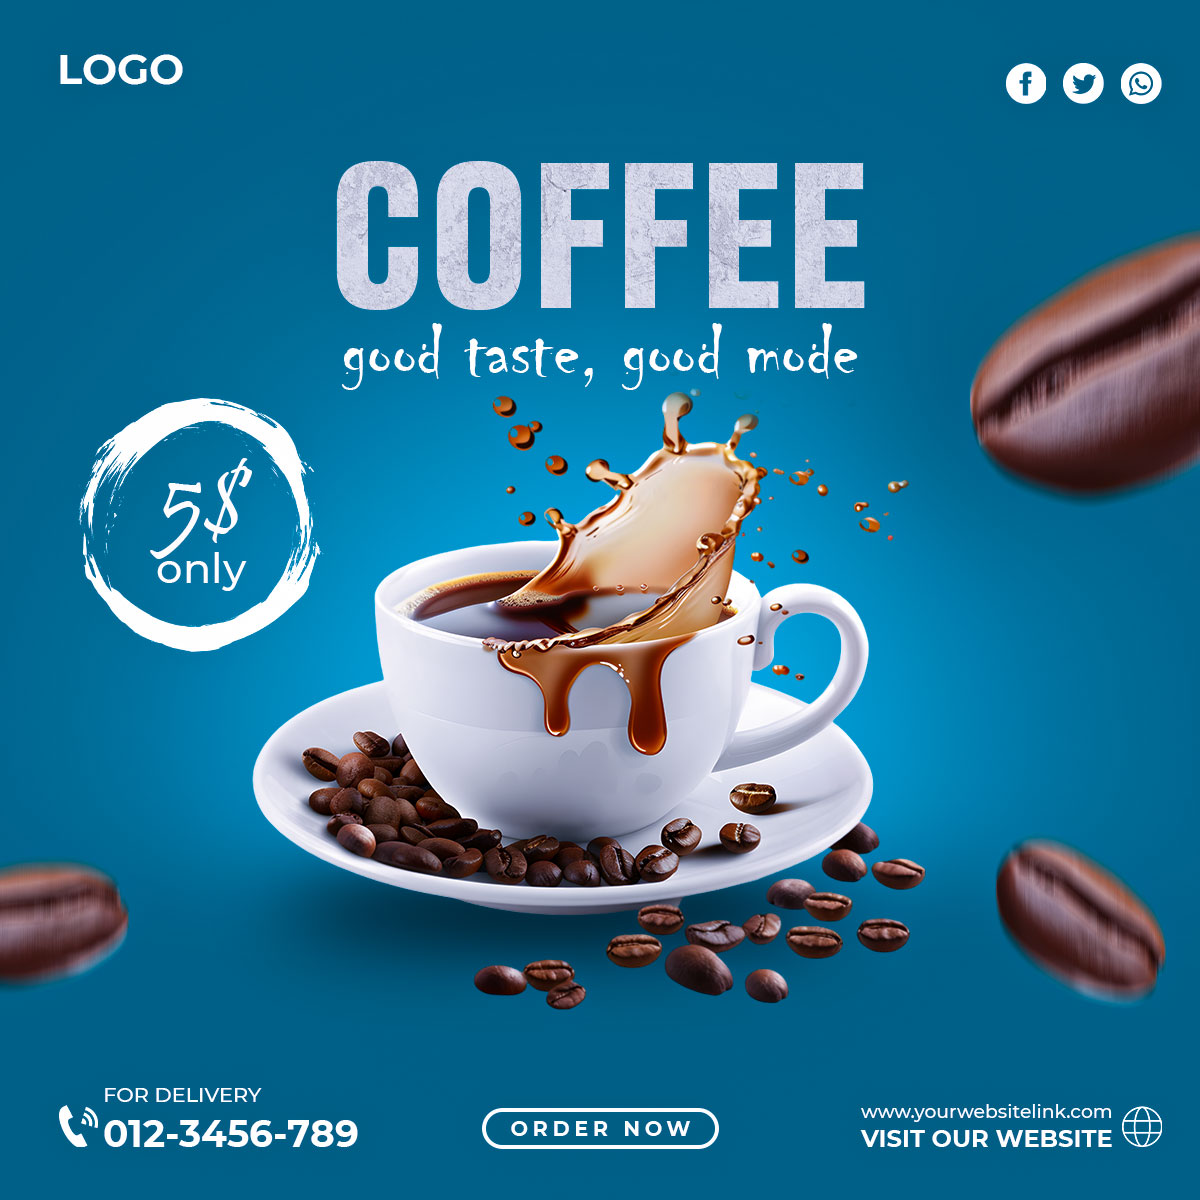 LOGO
COFFEE
good taste, good mode
5$
only
FOR DELIVERY
012-3456-789
ORDER NOW
www.yourwebsitelink.com
VISIT OUR WEBSITE